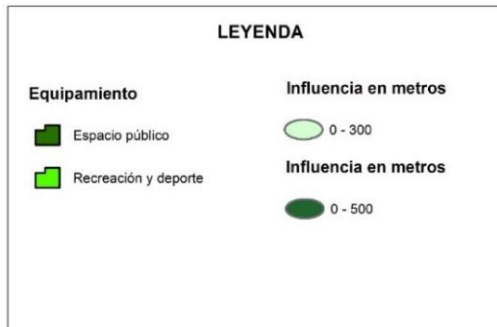 LEYENDA
Equipamiento
Espacio público
Recreación y deporte
Influencia en metros
0 - 300
Influencia en metros
0 - 500